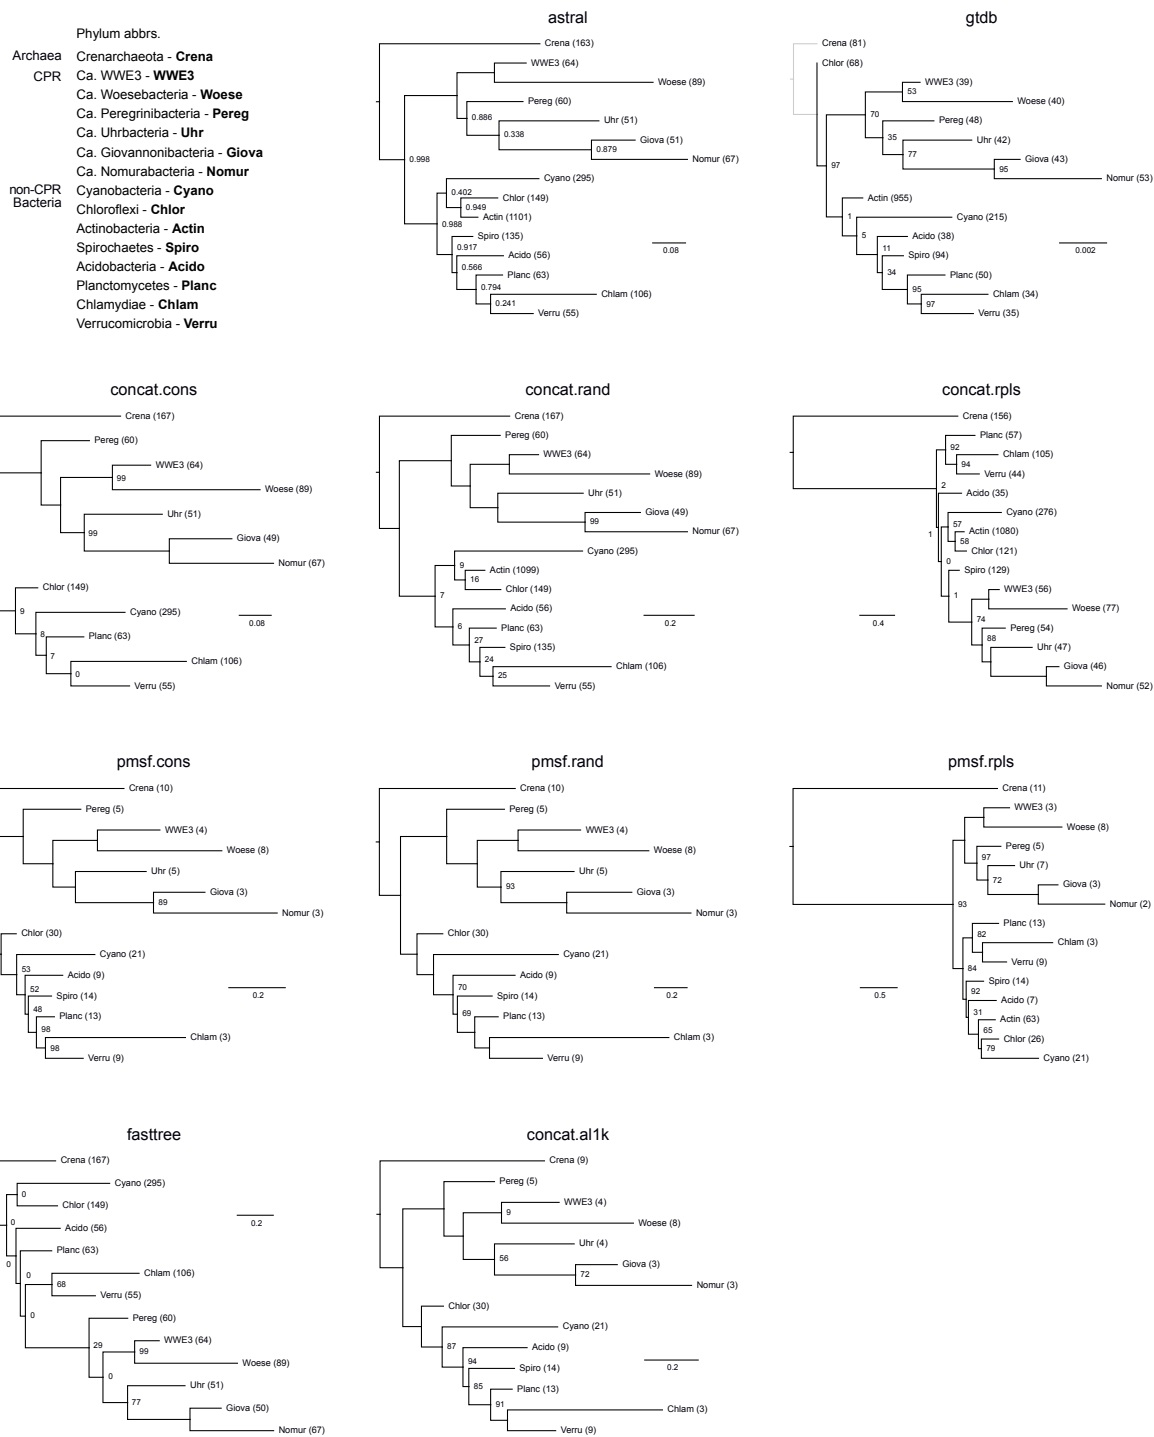 Phylum abbrs.
Archaea Crenarchaeota - Crena
CPR Ca. WWE3 - WWE3
Ca. Woesebacteria - Woese
Ca. Peregrinibacteria - Pereg
Ca. Uhrbacteria - Uhr
Ca. Giovannonibacteria - Giova
Ca. Nomurabacteria - Nomur
non-CPR Cyanobacteria - Cyano
Bacteria Chloroflexi - Chlor
Actinobacteria - Actin
Spirochaetes - Spiro
Acidobacteria - Acido
Planctomycetes - Planc
Chlamydiae - Chlam
Verrucomicrobia - Verru
astral
Crena (163)
WWE3 (64)
Woese (89)
Pereg (60)
0.886
Uhr (51)
0.338
Giova (51)
0.879
Nomur (67)
0.998
Cyano (295)
0.402
Chlor (149)
0.949
Actin (1101)
0.988
Spiro (135)
0.917
Acido (56)
0.566
Planc (63)
0.794
Chlam (106)
0.241
Verru (55)
0.08
gtdb
Crena (81)
Chlor (68)
WWE3 (39)
53
Woese (40)
70
Pereg (48)
35
Uhr (42)
77
Giova (43)
95
Nomur (53)
97
Actin (955)
1
Cyano (215)
5
Acido (38)
11
Spiro (94)
34
Planc (50)
95
Chlam (34)
97
Verru (35)
0.002
concat.cons
Crena (167)
Pereg (60)
WWE3 (64)
99
Woese (89)
Uhr (51)
99
Giova (49)
Nomur (67)
Chlor (149)
9
Cyano (295)
8
Planc (63)
7
Chlam (106)
0
Verru (55)
0.08
concat.rand
Crena (167)
Pereg (60)
WWE3 (64)
Woese (89)
Uhr (51)
Giova (49)
99
Nomur (67)
Cyano (295)
9
Actin (1099)
16
Chlor (149)
7
Acido (56)
6
Planc (63)
27
Spiro (135)
24
Chlam (106)
25
Verru (55)
0.2
concat.rpls
Crena (156)
Planc (57)
92
Chlam (105)
94
Verru (44)
2
Acido (35)
Cyano (276)
57
Actin (1080)
1
58
Chlor (121)
0
Spiro (129)
WWE3 (56)
1
Woese (77)
74
Pereg (54)
88
Uhr (47)
Giova (46)
Nomur (52)
0.4
pmsf.cons
Crena (10)
Pereg (5)
WWE3 (4)
Woese (8)
Uhr (5)
Giova (3)
89
Nomur (3)
Chlor (30)
Cyano (21)
53
Acido (9)
52
Spiro (14)
48
Planc (13)
98
Chlam (3)
98
Verru (9)
0.2
pmsf.rand
Crena (10)
Pereg (5)
WWE3 (4)
Woese (8)
Uhr (5)
93
Giova (3)
Nomur (3)
Chlor (30)
Cyano (21)
Acido (9)
70
Spiro (14)
69
Planc (13)
Chlam (3)
Verru (9)
0.2
pmsf.rpls
Crena (11)
WWE3 (3)
Woese (8)
Pereg (5)
97
Uhr (7)
72
Giova (3)
Nomur (2)
93
Planc (13)
82
Chlam (3)
Verru (9)
84
Spiro (14)
92
Acido (7)
31
Actin (63)
65
Chlor (26)
79
Cyano (21)
0.5
fasttree
Crena (167)
Cyano (295)
0
Chlor (149)
0
Acido (56)
Planc (63)
0
0
Chlam (106)
68
Verru (55)
0
Pereg (60)
WWE3 (64)
29
99
Woese (89)
0
Uhr (51)
77
Giova (50)
Nomur (67)
0.2
concat.al1k
Crena (9)
Pereg (5)
WWE3 (4)
9
Woese (8)
Uhr (4)
56
Giova (3)
72
Nomur (3)
Chlor (30)
Cyano (21)
87
Acido (9)
94
Spiro (14)
85
Planc (13)
91
Chlam (3)
Verru (9)
0.2